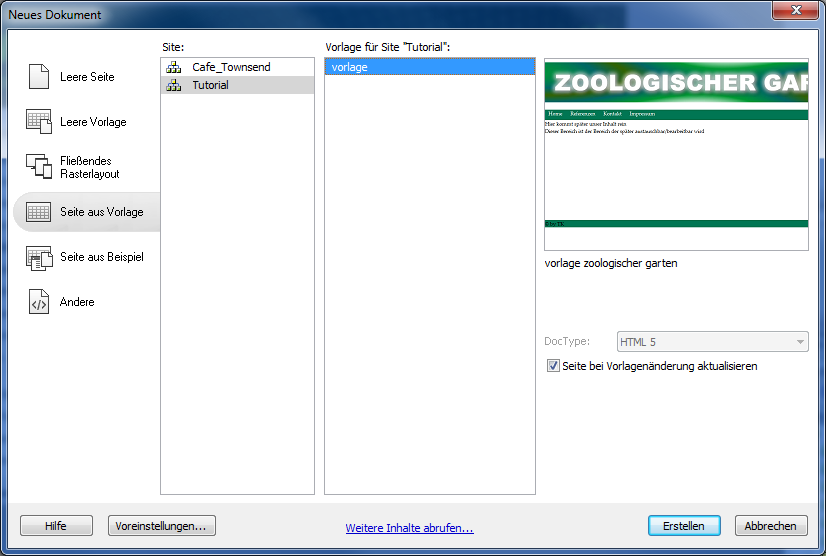 Neues Dokument
Site:
Vorlage für Site "Tutorial":
Leere Seite
Leere Vorlage
Fließendes
Rasterlayout
Seite aus Vorlage
Seite aus Beispiel
Andere
Cafe_Townsend
Tutorial
vorlage
ZOOLOGISCHER GAR
Home Referenzen Kontakt Impressum
Hier kommt später unser Inhalt rein
Dieser Bereich ist der Bereich der später austauschbar/bearbeitbar wird
vorlage zoologischer garten
DocType: HTML 5
Seite bei Vorlagenänderung aktualisieren
Hilfe
Voreinstellungen...
Weitere Inhalte abrufen...
Erstellen
Abbrechen